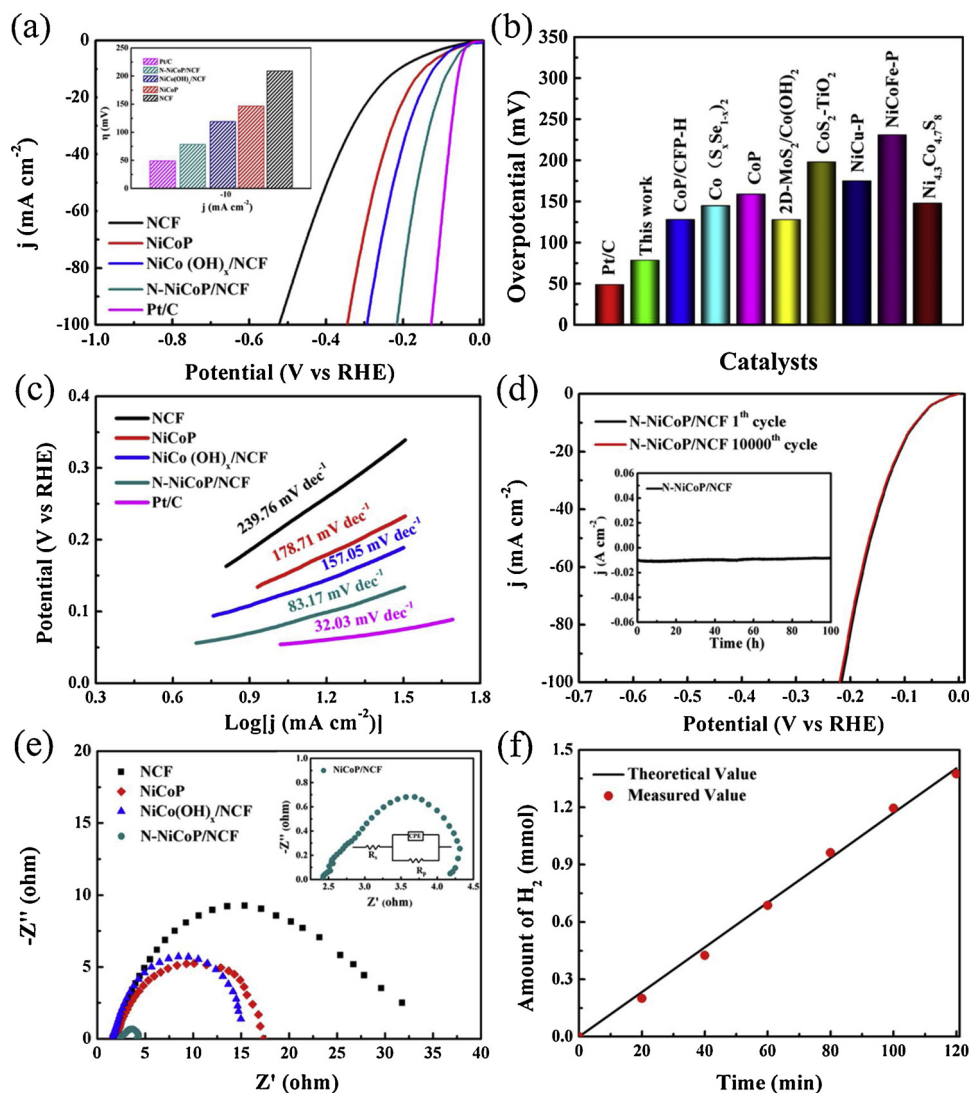 (a)
j (mA cm-2)
0
-20
-40
-60
-80
-100
-1.0
-0.8
-0.6
-0.4
-0.2
0.0
Potential (V vs RHE)
NCF
NiCoP
NiCo (OH)x/NCF
N-NiCoP/NCF
Pt/C
η (mV)
250
200
150
100
50
0
-10
j (mA cm-2)
Pt/C
N-NiCoP/NCF
NiCo(OH)x/NCF
NiCoP
NCF
(b)
Overpotential (mV)
350
300
250
200
150
100
50
0
Pt/C
This work
CoP/CFP-H
Co (SxSe1-x)2
CoP
2D-MoS2/Co(OH)2
CoS2-TiO2
NiCu-P
NiCoFe-P
Ni4.3Co4.7S8
Catalysts
(c)
Potential (V vs RHE)
0.4
0.3
0.2
0.1
0.0
0.3
0.6
0.9
1.2
1.5
1.8
Log[j (mA cm-2)]
NCF
NiCoP
NiCo (OH)x/NCF
N-NiCoP/NCF
Pt/C
239.76 mV dec-1
178.71 mV dec-1
157.05 mV dec-1
83.17 mV dec-1
32.03 mV dec-1
(d)
j (mA cm-2)
0
-20
-40
-60
-80
-100
-0.7
-0.6
-0.5
-0.4
-0.3
-0.2
-0.1
0.0
Potential (V vs RHE)
N-NiCoP/NCF 1th cycle
N-NiCoP/NCF 10000th cycle
j (A cm-2)
0.06
0.04
0.02
0.00
-0.02
-0.04
-0.06
0
20
40
60
80
100
Time (h)
N-NiCoP/NCF
(e)
-Z'' (ohm)
20
15
10
5
0
0
5
10
15
20
25
30
35
40
Z' (ohm)
NCF
NiCoP
NiCo(OH)x/NCF
N-NiCoP/NCF
-Z'' (ohm)
1.0
0.8
0.6
0.4
0.2
0.0
2.5
3.0
3.5
4.0
4.5
Z' (ohm)
NiCoP/NCF
CPE
Rs
Rp
(f)
Amount of H2 (mmol)
1.5
1.2
0.9
0.6
0.3
0.0
0
20
40
60
80
100
120
Time (min)
Theoretical Value
Measured Value